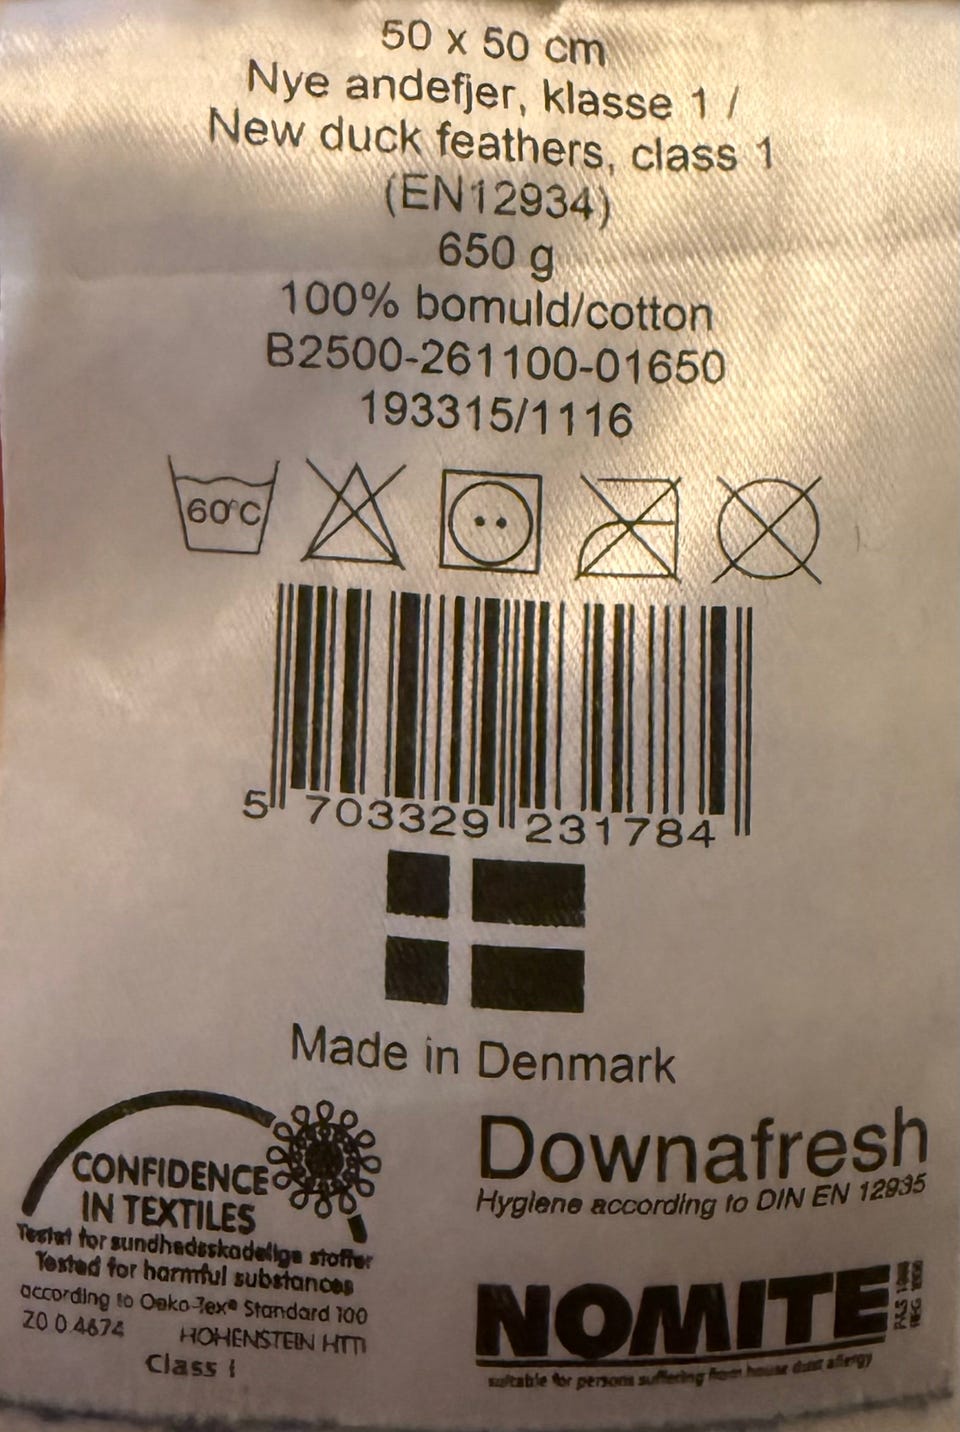 50 x 50 cm
Nye andefjer, klasse 1 /
New duck feathers, class 1
(EN12934)
650 g
100% bomuld/cotton
B2500-261100-01650
193315/1116
60°C
5 703329 231784
Made in Denmark
CONFIDENCE
IN TEXTILES
Testet for sundhedsskadelige stoffer
Tested for harmful substances
according to Oeko-Tex® Standard 100
ZO 0 4674 HOHENSTEIN HTTI
Class I
Downafresh
Hygiene according to DIN EN 12935
NOMITE
suitable for persons suffering from house dust allergy